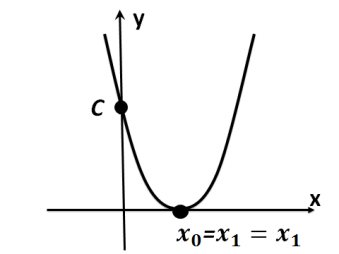 y
C
x
x₀=x₁ = x₁